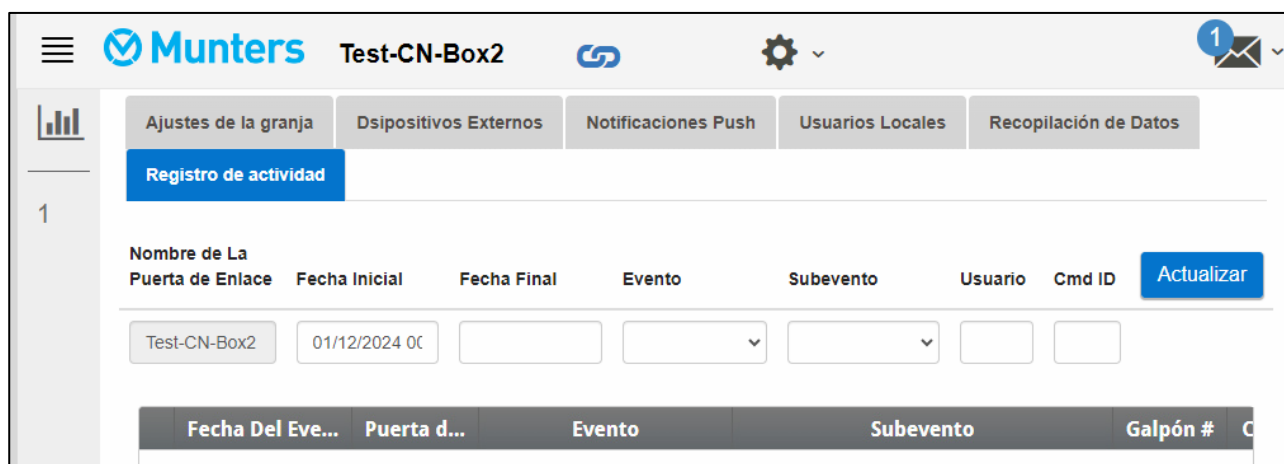 Munters Test-CN-Box2 1
Ajustes de la granja Dsipositivos Externos Notificaciones Push Usuarios Locales Recopilación de Datos
Registro de actividad
1
Nombre de La
Puerta de Enlace Fecha Inicial Fecha Final Evento Subevento Usuario Cmd ID Actualizar
Test-CN-Box2 01/12/2024 00
Fecha Del Eve... Puerta d... Evento Subevento Galpón #